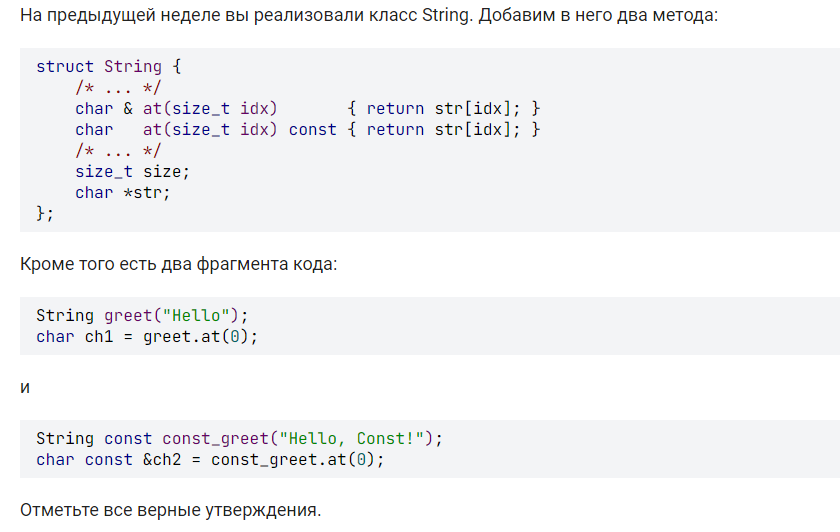 На предыдущей неделе вы реализовали класс String. Добавим в него два метода:
struct String {
    /* ... */
    char & at(size_t idx)       { return str[idx]; }
    char   at(size_t idx) const { return str[idx]; }
    /* ... */
    size_t size;
    char *str;
};
Кроме того есть два фрагмента кода:
String greet("Hello");
char ch1 = greet.at(0);
и
String const const_greet("Hello, Const!");
char const &ch2 = const_greet.at(0);
Отметьте все верные утверждения.